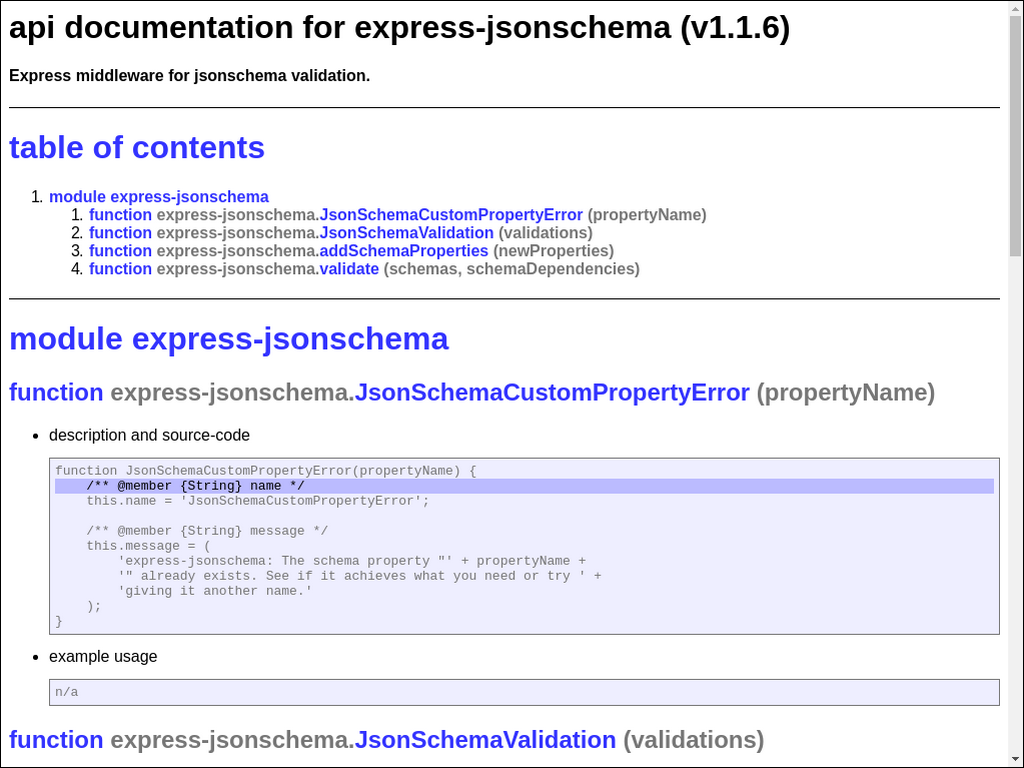 api documentation for express-jsonschema (v1.1.6)
Express middleware for jsonschema validation.
table of contents
1. module express-jsonschema
1. function express-jsonschema.JsonSchemaCustomPropertyError (propertyName)
2. function express-jsonschema.JsonSchemaValidation (validations)
3. function express-jsonschema.addSchemaProperties (newProperties)
4. function express-jsonschema.validate (schemas, schemaDependencies)
module express-jsonschema
function express-jsonschema.JsonSchemaCustomPropertyError (propertyName)
• description and source-code
function JsonSchemaCustomPropertyError(propertyName) {
    /** @member {String} name */
    this.name = 'JsonSchemaCustomPropertyError';
    /** @member {String} message */
    this.message = (
        'express-jsonschema: The schema property "' + propertyName +
        '" already exists. See if it achieves what you need or try ' +
        'giving it another name.'
    );
}
• example usage
n/a
function express-jsonschema.JsonSchemaValidation (validations)